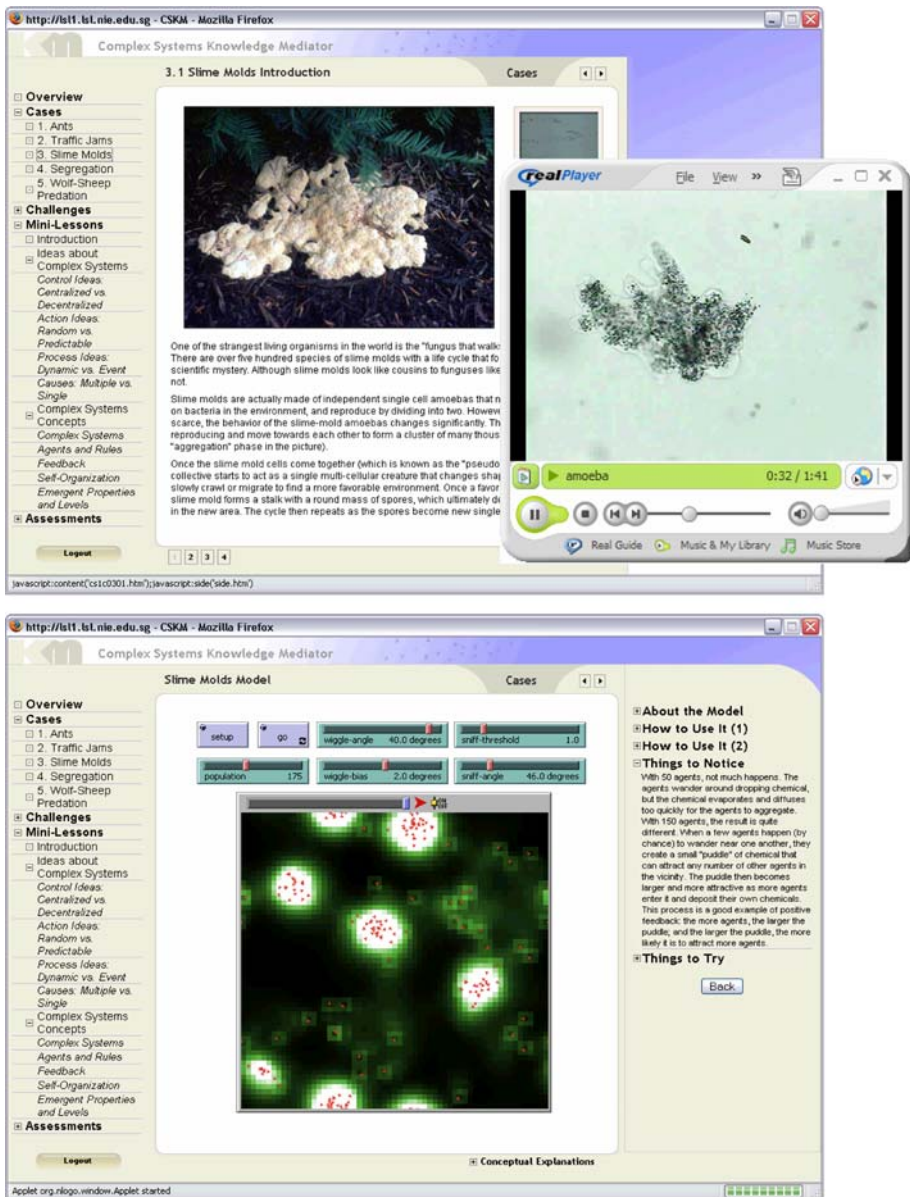 http://lsl1.lsl.nie.edu.sg - CSKM - Mozilla Firefox
km
Complex Systems Knowledge Mediator
3.1 Slime Molds Introduction
Cases
Overview
Cases
1. Ants
2. Traffic Jams
3. Slime Molds
4. Segregation
5. Wolf-Sheep
Predation
Challenges
Mini-Lessons
Introduction
Ideas about
Complex Systems
Control Ideas:
Centralized vs.
Decentralized
Action Ideas:
Random vs.
Predictable
Process Ideas:
Dynamic vs. Event
Causes: Multiple vs.
Single
Complex Systems
Concepts
Complex Systems
Agents and Rules
Feedback
Self-Organization
Emergent Properties
and Levels
Assessments
Logout
One of the strangest living organisms in the world is the "fungus that walk
There are over five hundred species of slime molds with a life cycle that fo
scientific mystery. Although slime molds look like cousins to funguses like
not.
Slime molds are actually made of independent single cell amoebas that
on bacteria in the environment, and reproduce by dividing into two. Howev
scarce, the behavior of the slime-mold amoebas changes significantly. Th
reproducing and move towards each other to form a cluster of many thous
"aggregation" phase in the picture).
Once the slime mold cells come together (which is known as the "pseudo
collective starts to act as a single multi-cellular creature that changes sha
slowly crawl or migrate to find a more favorable environment. Once a favor
slime mold forms a stalk with a round mass of spores, which ultimately d
in the new area. The cycle then repeats as the spores become new single
1 2 3 4
javascript:content('cs1c0301.htm');javascript:side('side.htm')
realPlayer
File View »
amoeba
0:32 / 1:41
Real Guide Music & My Library Music Store
http://lsl1.lsl.nie.edu.sg - CSKM - Mozilla Firefox
km
Complex Systems Knowledge Mediator
Slime Molds Model
Cases
Overview
Cases
1. Ants
2. Traffic Jams
3. Slime Molds
4. Segregation
5. Wolf-Sheep
Predation
Challenges
Mini-Lessons
Introduction
Ideas about
Complex Systems
Control Ideas:
Centralized vs.
Decentralized
Action Ideas:
Random vs.
Predictable
Process Ideas:
Dynamic vs. Event
Causes: Multiple vs.
Single
Complex Systems
Concepts
Complex Systems
Agents and Rules
Feedback
Self-Organization
Emergent Properties
and Levels
Assessments
Logout
setup
go
wiggle-angle 40.0 degrees
sniff-threshold 1.0
population 175
wiggle-bias 2.0 degrees
sniff-angle 46.0 degrees
About the Model
How to Use It (1)
How to Use It (2)
Things to Notice
With 50 agents, not much happens. The
agents wander around dropping chemical,
but the chemical evaporates and diffuses
too quickly for the agents to aggregate.
With 150 agents, the result is quite
different. When a few agents happen (by
chance) to wander near one another, they
create a small "puddle" of chemical that
can attract any number of other agents in
the vicinity. The puddle then becomes
larger and more attractive as more agents
enter it and deposit their own chemicals.
This process is a good example of positive
feedback: the more agents, the larger the
puddle; and the larger the puddle, the more
likely it is to attract more agents.
Things to Try
Back
Conceptual Explanations
Applet org.nlogo.window.Applet started